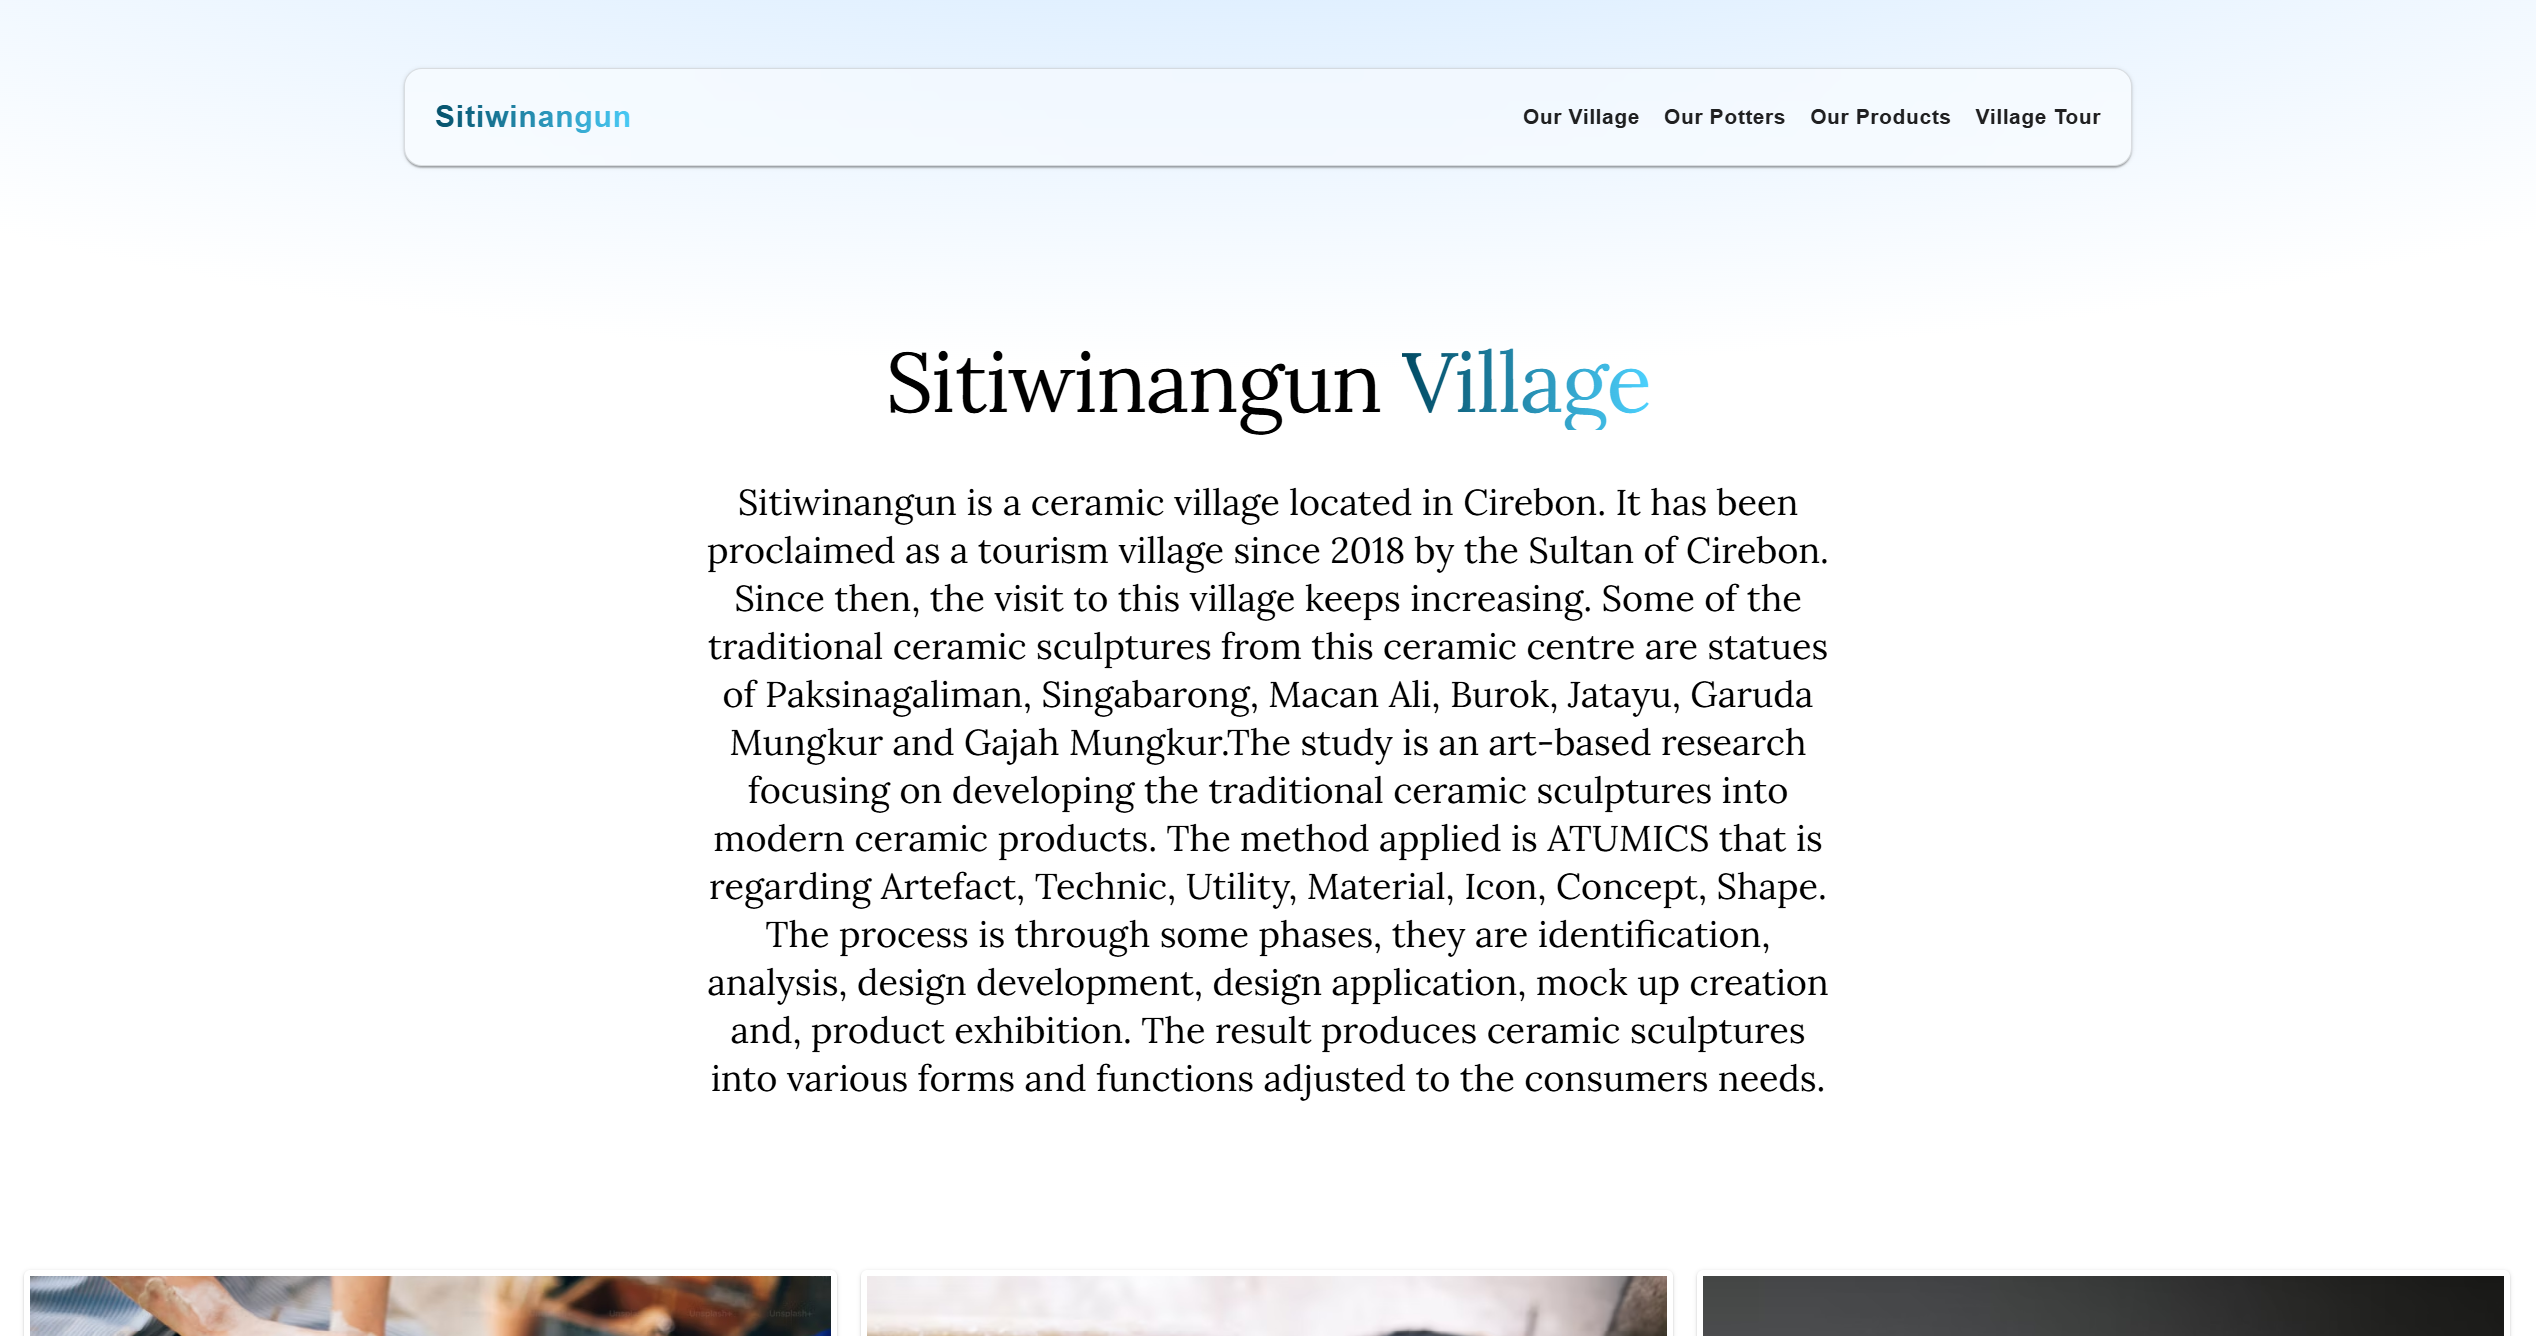 Sitiwinangun
Our Village Our Potters Our Products Village Tour
Sitiwinangun Village
Sitiwinangun is a ceramic village located in Cirebon. It has been
proclaimed as a tourism village since 2018 by the Sultan of Cirebon.
Since then, the visit to this village keeps increasing. Some of the
traditional ceramic sculptures from this ceramic centre are statues
of Paksinagaliman, Singabarong, Macan Ali, Burok, Jatayu, Garuda
Mungkur and Gajah Mungkur.The study is an art-based research
focusing on developing the traditional ceramic sculptures into
modern ceramic products. The method applied is ATUMICS that is
regarding Artefact, Technic, Utility, Material, Icon, Concept, Shape.
The process is through some phases, they are identification,
analysis, design development, design application, mock up creation
and, product exhibition. The result produces ceramic sculptures
into various forms and functions adjusted to the consumers needs.
Unsplash+ Unsplash+